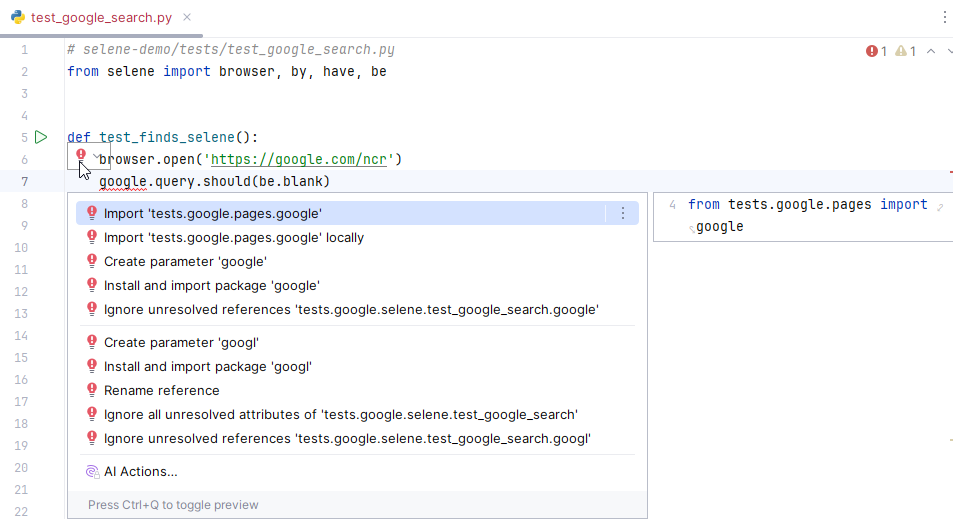 test_google_search.py
1 # selene-demo/tests/test_google_search.py
1 1
2 from selene import browser, by, have, be
3
4
5 def test_finds_selene():
6 browser.open('https://google.com/ncr')
7 google.query.should(be.blank)
8
9
10
11
12
13
14
15
16
17
18
19
20
21
22
Import 'tests.google.pages.google'
Import 'tests.google.pages.google' locally
Create parameter 'google'
Install and import package 'google'
Ignore unresolved references 'tests.google.selene.test_google_search.google'
Create parameter 'googl'
Install and import package 'googl'
Rename reference
Ignore all unresolved attributes of 'tests.google.selene.test_google_search'
Ignore unresolved references 'tests.google.selene.test_google_search.googl'
AI Actions...
Press Ctrl+Q to toggle preview
4 from tests.google.pages import
google